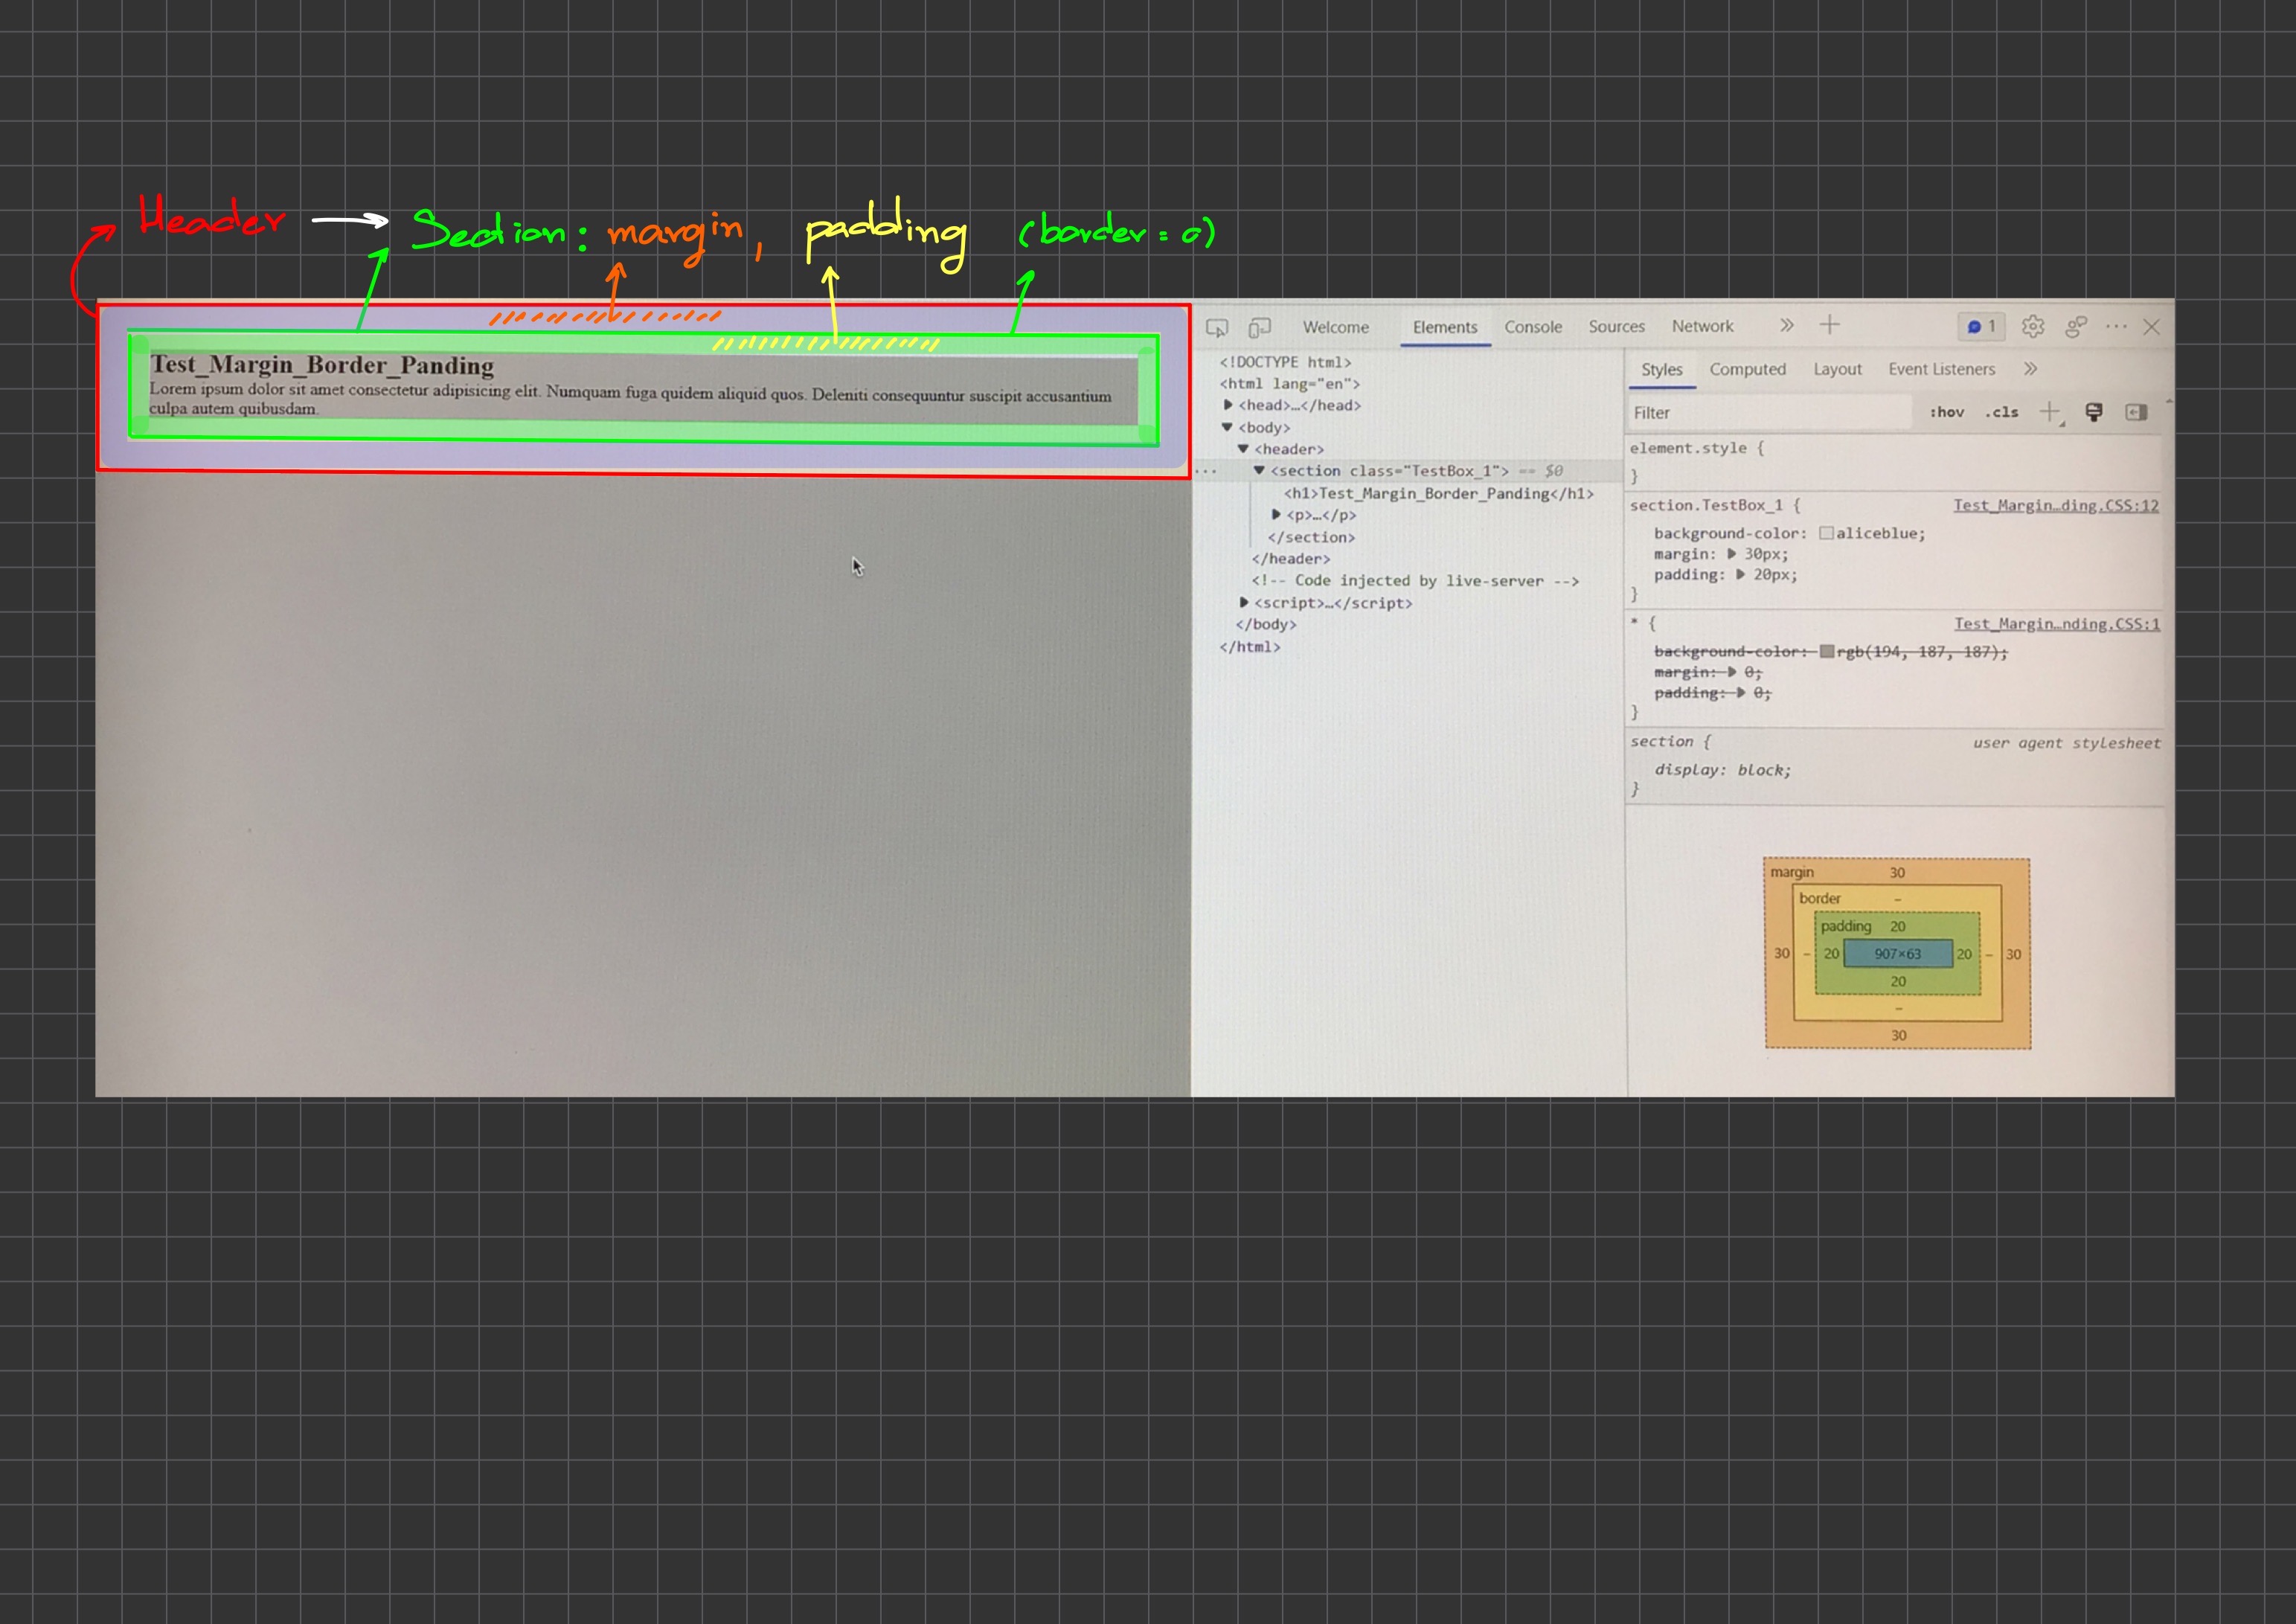 Header → Section: margin, padding (border = 0)
Test_Margin_Border_Panding
Lorem ipsum dolor sit amet consectetur adipisicing elit. Numquam fuga quidem aliquid quos. Deleniti consequuntur suscipit accusantium
culpa autem quibusdam.
Welcome Elements Console Sources Network » + 1
<!DOCTYPE html>
<html lang="en">
<head>…</head>
<body>
<header>
<section class="TestBox_1"> == $0
<h1>Test_Margin_Border_Panding</h1>
<p>…</p>
</section>
</header>
<!-- Code injected by live-server -->
<script>…</script>
</body>
</html>
Styles Computed Layout Event Listeners »
Filter :hov .cls +
element.style {
}
section.TestBox_1 { Test_Margin…ding.CSS:12
background-color: aliceblue;
margin: 30px;
padding: 20px;
}
* { Test_Margin…nding.CSS:1
background-color: rgb(194, 187, 187);
margin: 0;
padding: 0;
}
section { user agent stylesheet
display: block;
}
margin 30
border –
padding 20
30 – 20 907×63 20 – 30
20
–
30